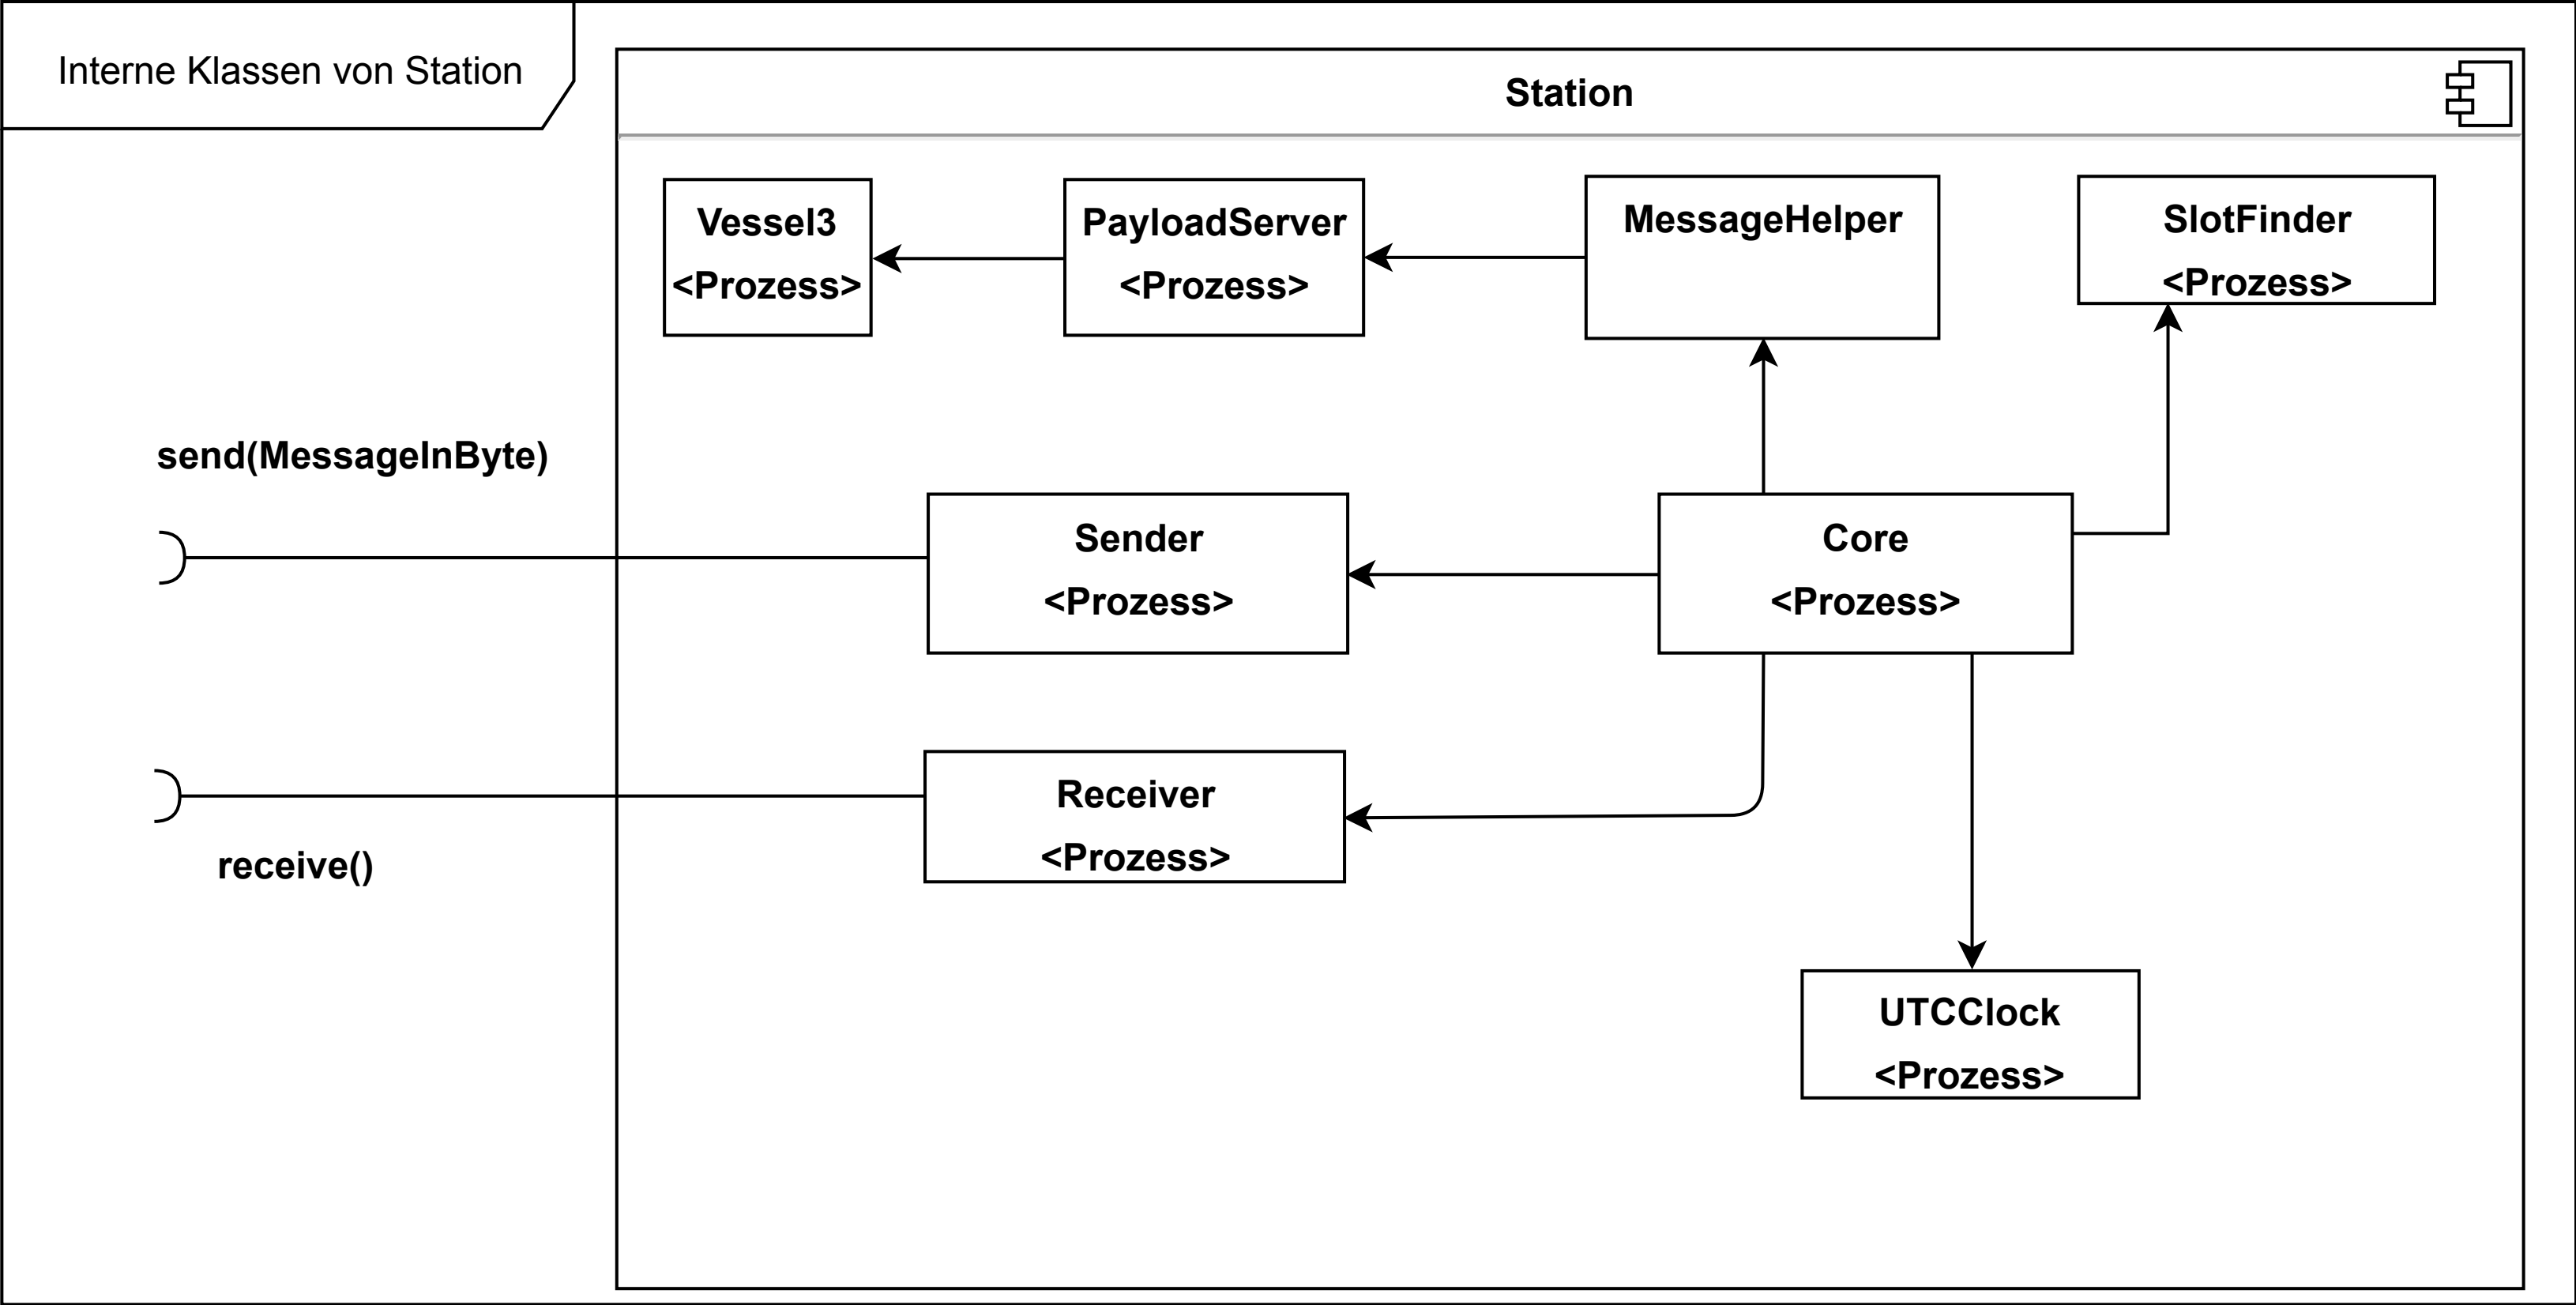 Interne Klassen von Station
Station
Vessel3
<Prozess>
PayloadServer
<Prozess>
MessageHelper
SlotFinder
<Prozess>
send(MessageInByte)
Sender
<Prozess>
Core
<Prozess>
Receiver
<Prozess>
receive()
UTCClock
<Prozess>